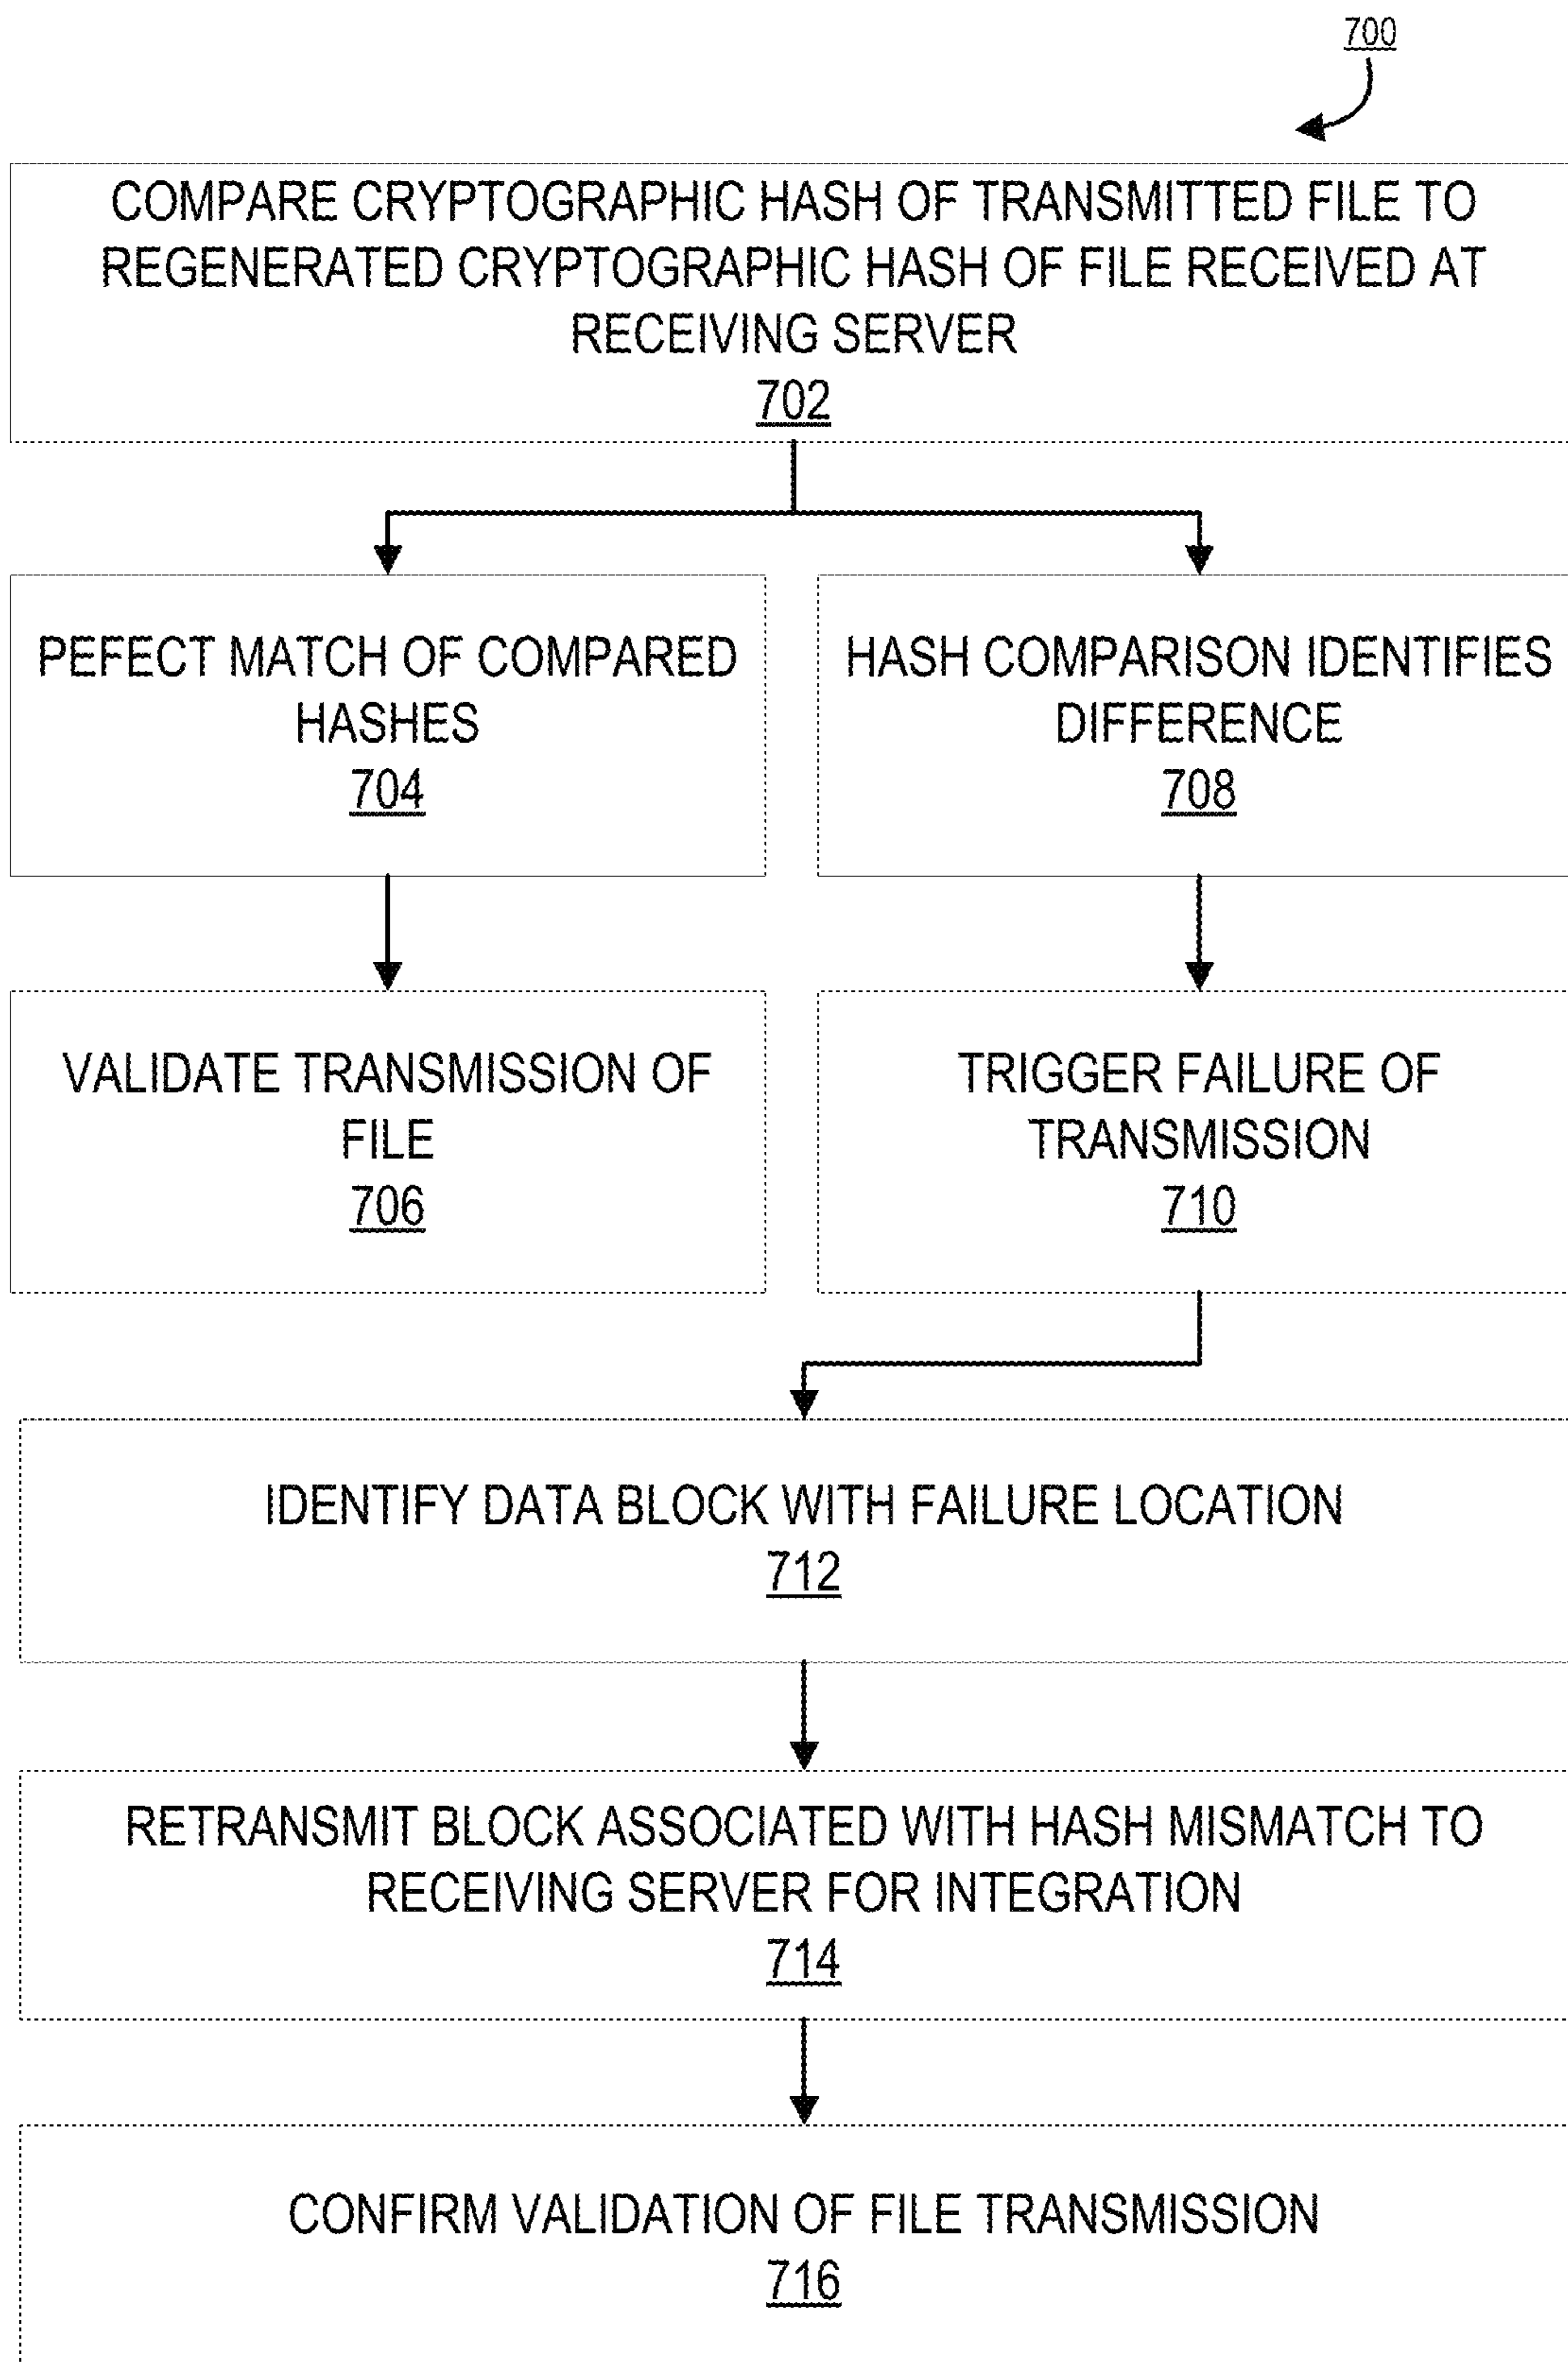 700
COMPARE CRYPTOGRAPHIC HASH OF TRANSMITTED FILE TO
REGENERATED CRYPTOGRAPHIC HASH OF FILE RECEIVED AT
RECEIVING SERVER
702
PEFECT MATCH OF COMPARED
HASHES
704
HASH COMPARISON IDENTIFIES
DIFFERENCE
708
VALIDATE TRANSMISSION OF
FILE
706
TRIGGER FAILURE OF
TRANSMISSION
710
IDENTIFY DATA BLOCK WITH FAILURE LOCATION
712
RETRANSMIT BLOCK ASSOCIATED WITH HASH MISMATCH TO
RECEIVING SERVER FOR INTEGRATION
714
CONFIRM VALIDATION OF FILE TRANSMISSION
716